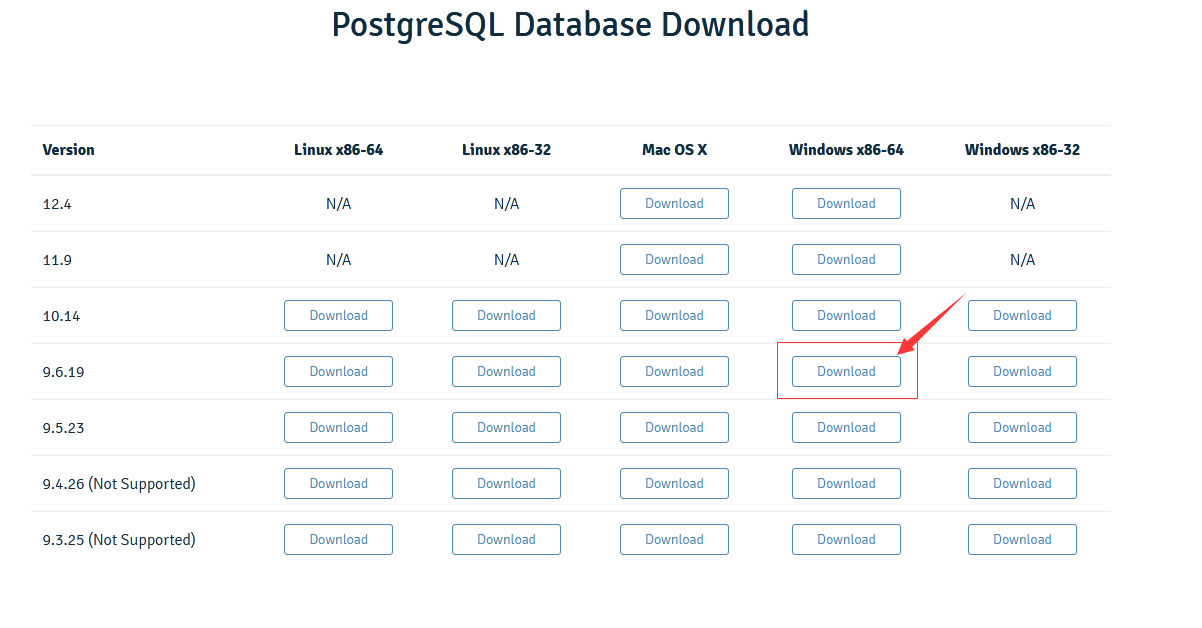 PostgreSQL Database Download
Version Linux x86-64 Linux x86-32 Mac OS X Windows x86-64 Windows x86-32
12.4 N/A N/A Download Download N/A
11.9 N/A N/A Download Download N/A
10.14 Download Download Download Download Download
9.6.19 Download Download Download Download Download
9.5.23 Download Download Download Download Download
9.4.26 (Not Supported) Download Download Download Download Download
9.3.25 (Not Supported) Download Download Download Download Download